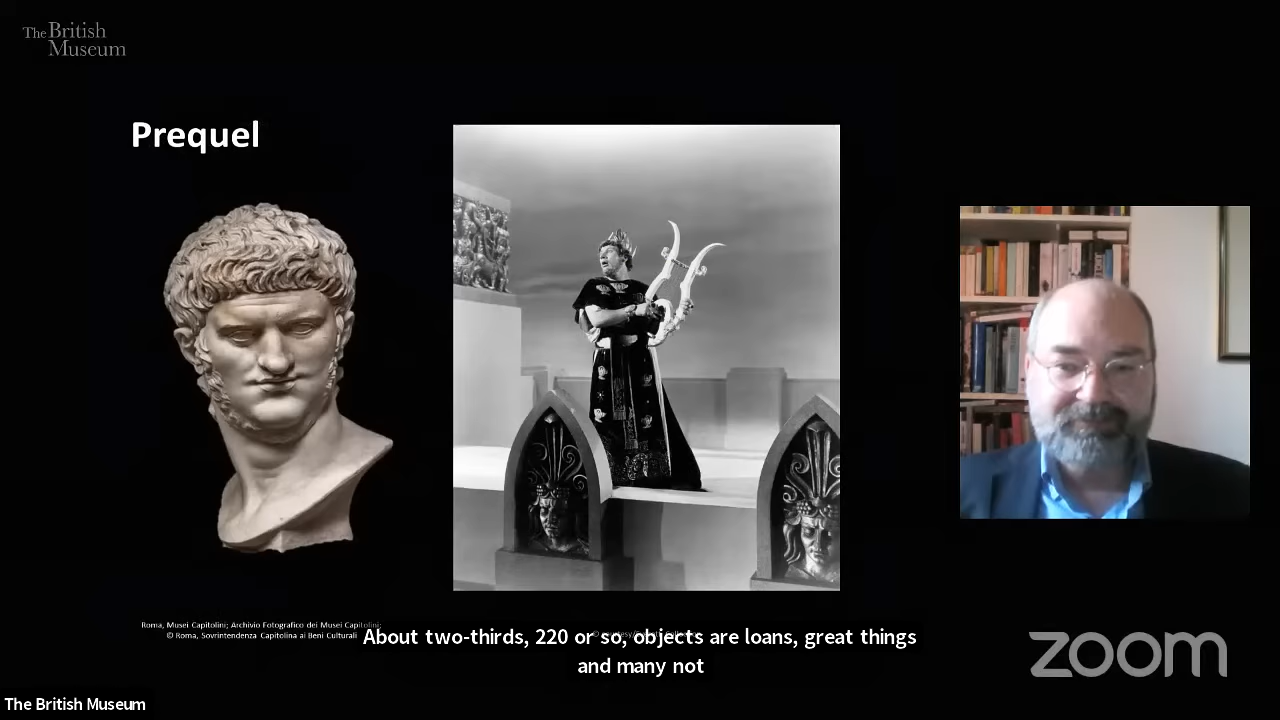 The British
Museum
Prequel
Roma, Musei Capitolini; Archivio Fotografico dei Musei Capitolini;
© Roma, Sovrintendenza Capitolina ai Beni Culturali
About two-thirds, 220 or so, objects are loans, great things
and many not
zoom
The British Museum